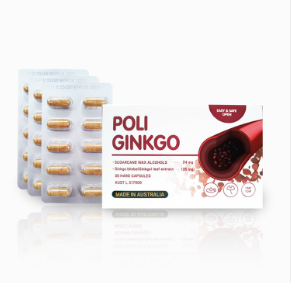 POLI
GINKGO
EASY & SAFE
OPEN
SUGARCANE WAX ALCOHOLS 24 mg
Ginkgo biloba(Ginkgo) leaf extract 120 mg
30 HARD CAPSULES
AUST L
MADE IN AUSTRALIA